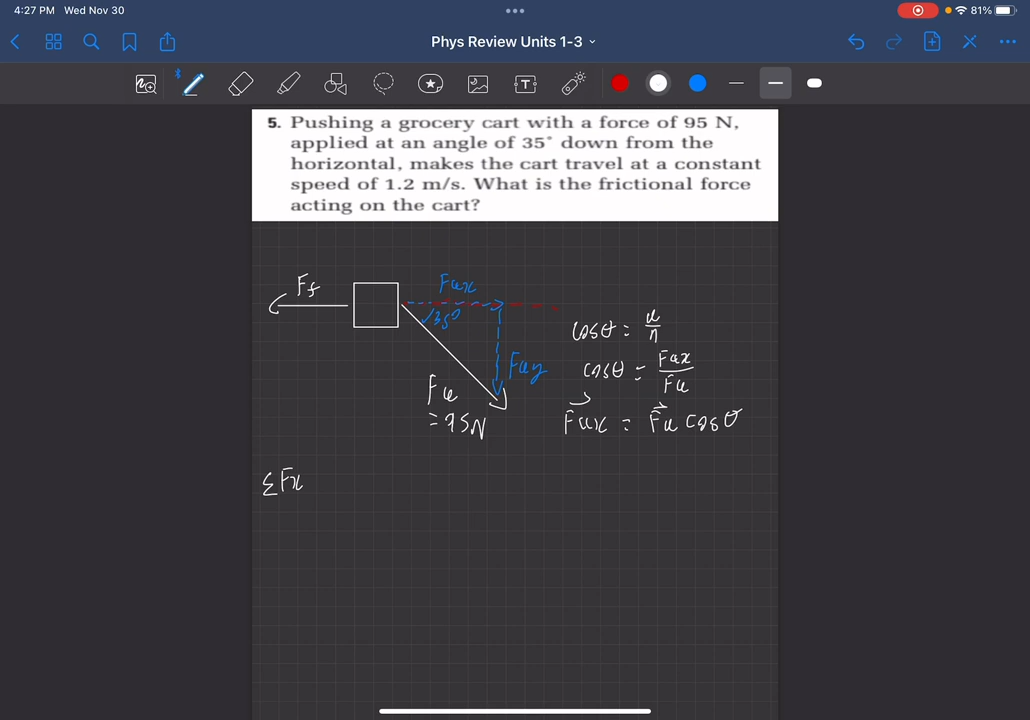 4:27 PM Wed Nov 30
81%
Phys Review Units 1-3
5. Pushing a grocery cart with a force of 95 N,
applied at an angle of 35° down from the
horizontal, makes the cart travel at a constant
speed of 1.2 m/s. What is the frictional force
acting on the cart?
Ff
Fax
35°
Fay
Fa
= 95N
cosθ = a/h
cosθ = Fax/Fa
Fax = Fa cosθ
ΣFx